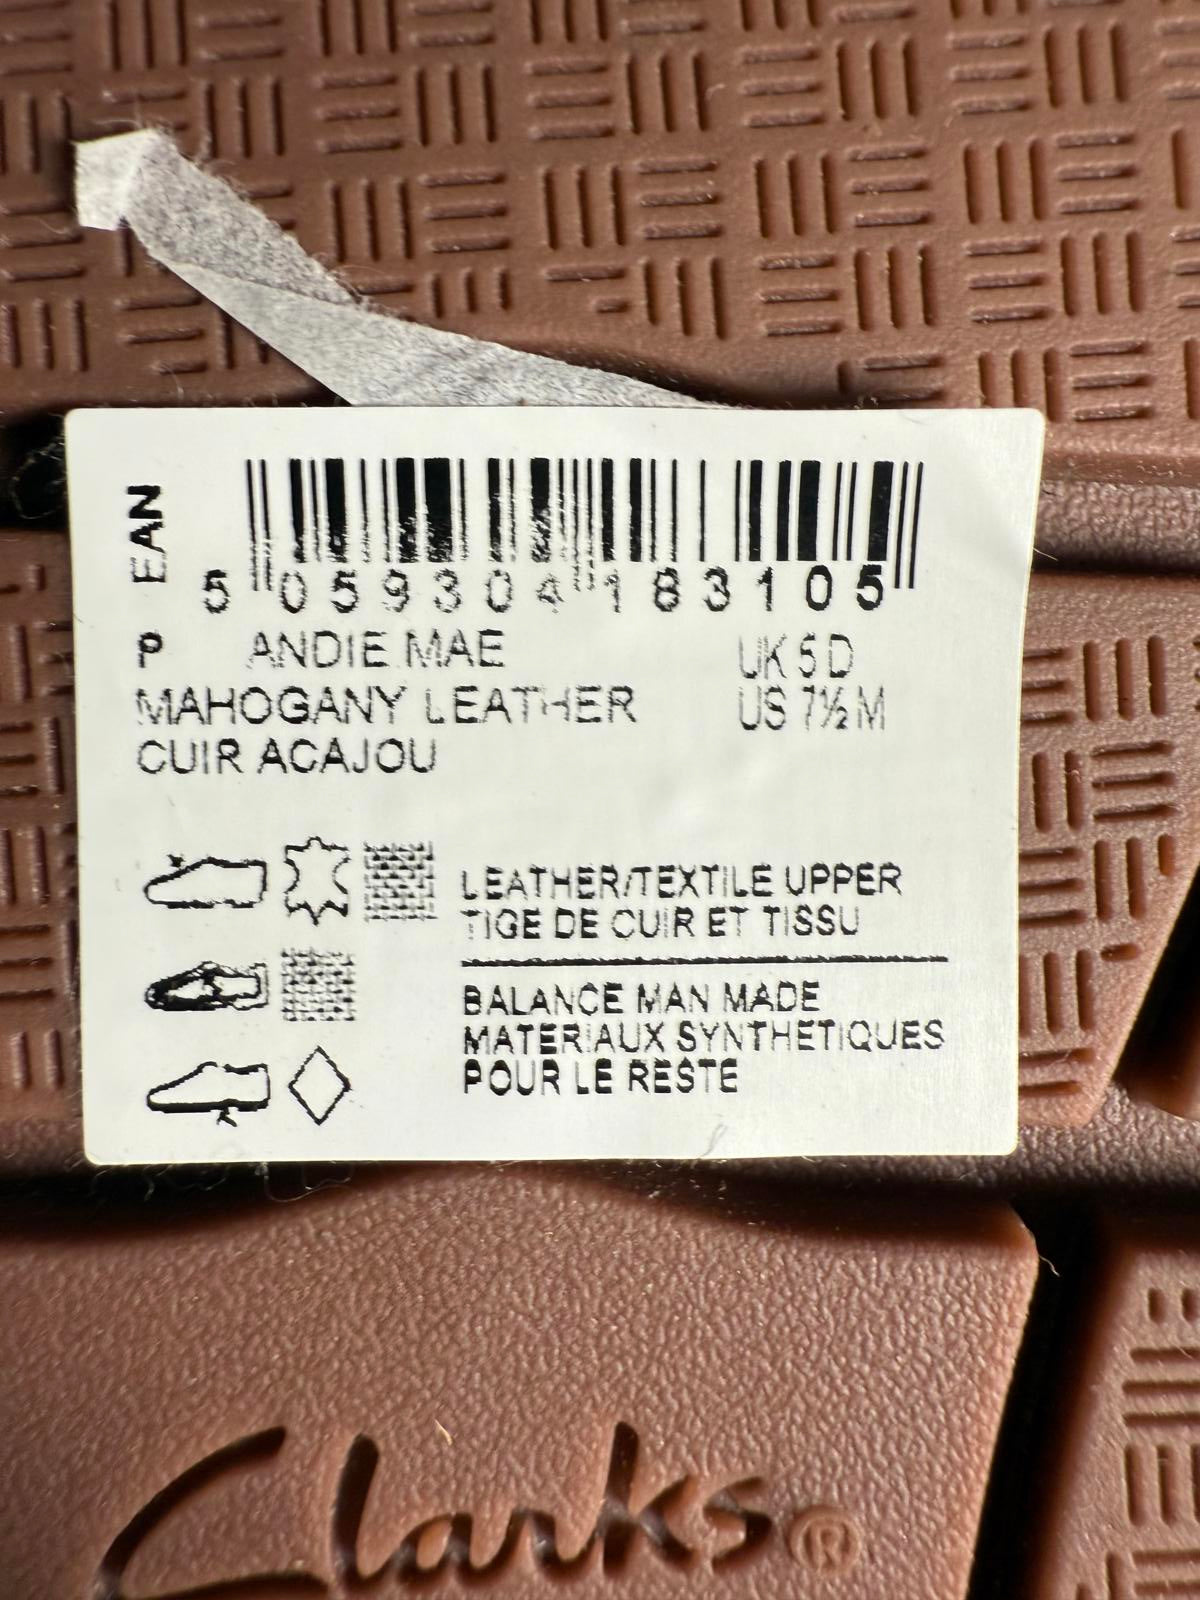 EAN
5 059304 183105
P ANDIE MAE UK 5 D
MAHOGANY LEATHER US 7½ M
CUIR ACAJOU
LEATHER/TEXTILE UPPER
TIGE DE CUIR ET TISSU
BALANCE MAN MADE
MATERIAUX SYNTHETIQUES
POUR LE RESTE
Clarks®